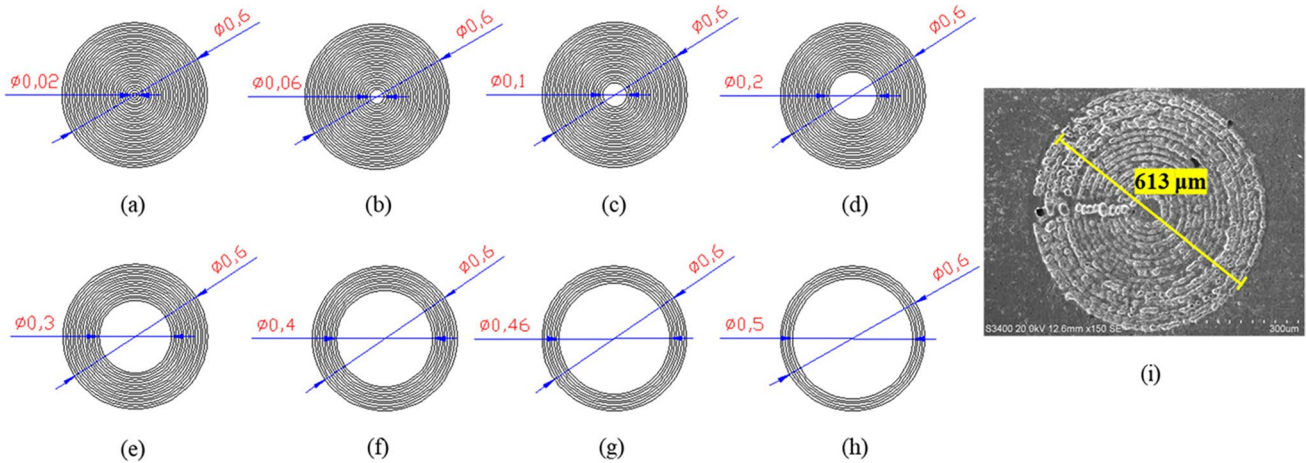 ø0,6
ø0,02
(a)
ø0,6
ø0,06
(b)
ø0,6
ø0,1
(c)
ø0,6
ø0,2
(d)
ø0,6
ø0,3
(e)
ø0,6
ø0,4
(f)
ø0,6
ø0,46
(g)
ø0,6
ø0,5
(h)
613 μm
S3400 20.0kV 12.6mm x150 SE
300um
(i)